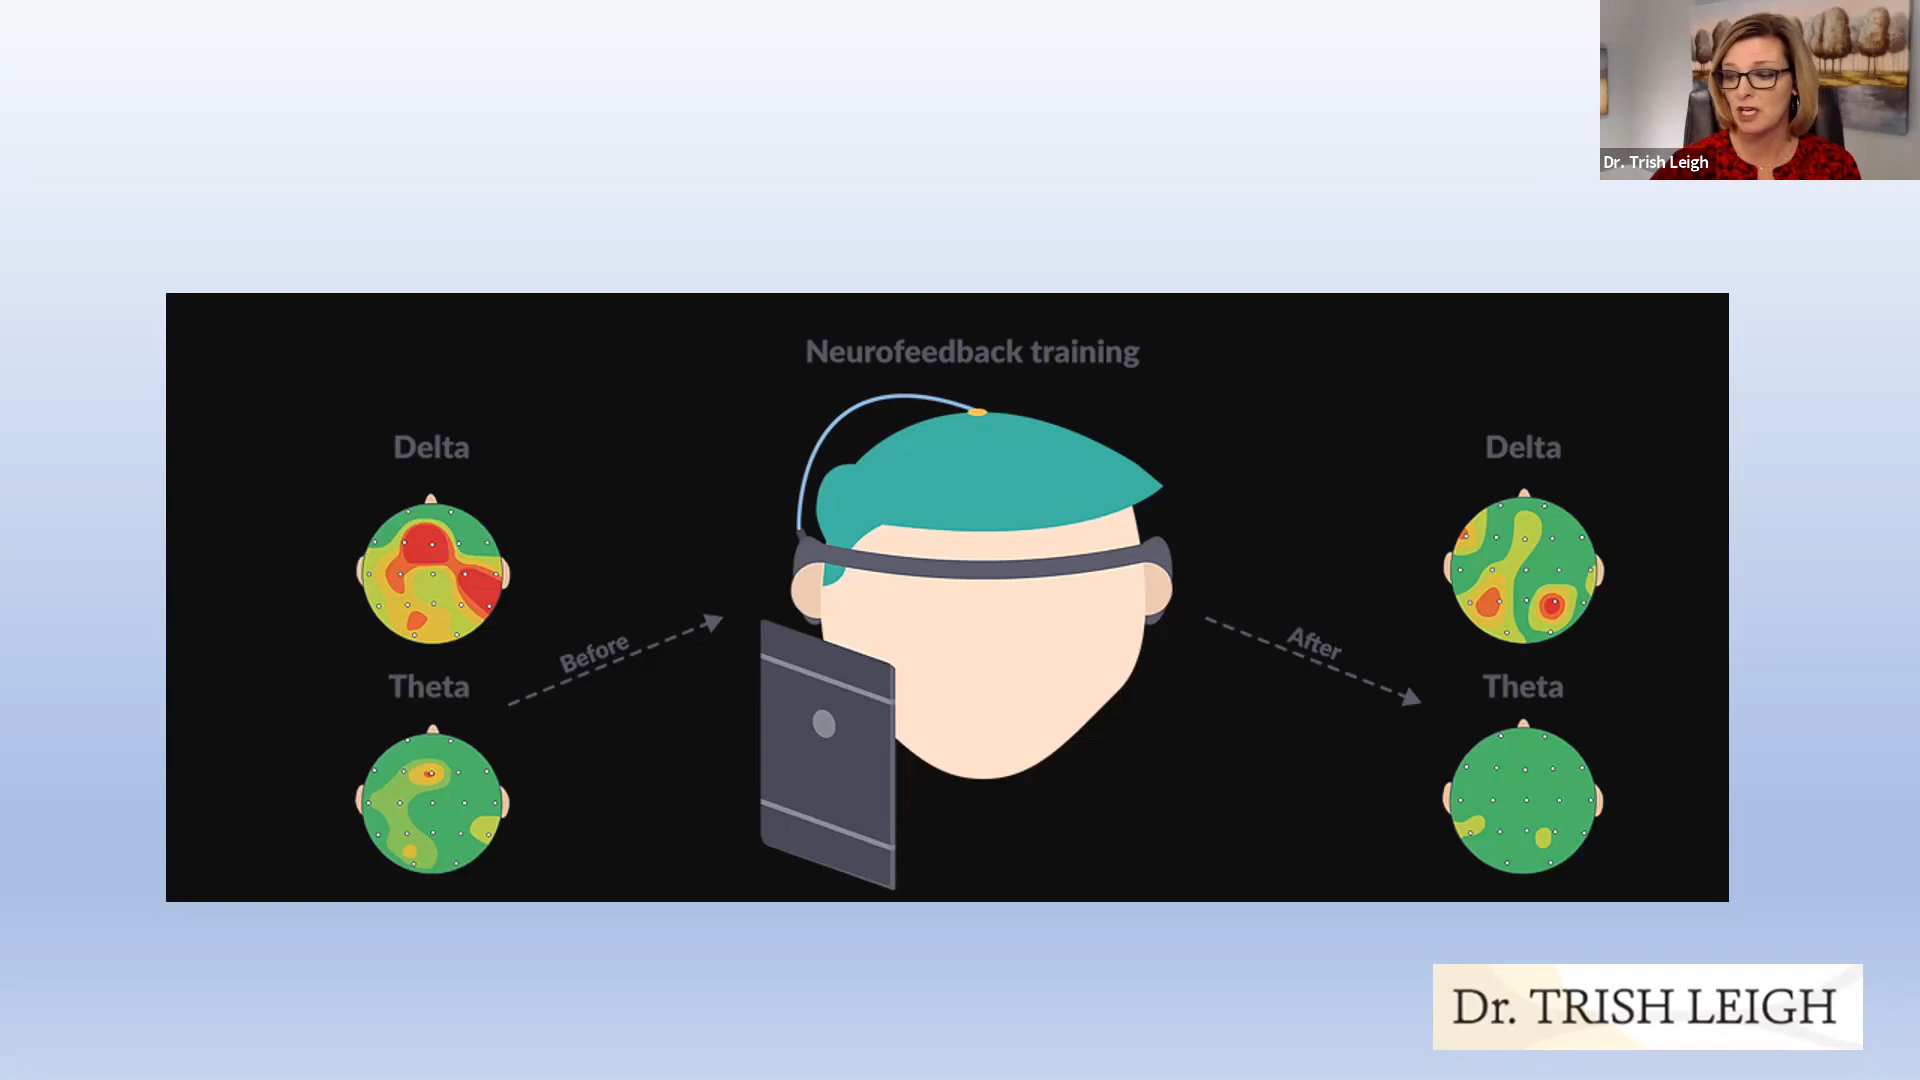 Dr. Trish Leigh
Neurofeedback training
Delta
Delta
Before
After
Theta
Theta
Dr. TRISH LEIGH